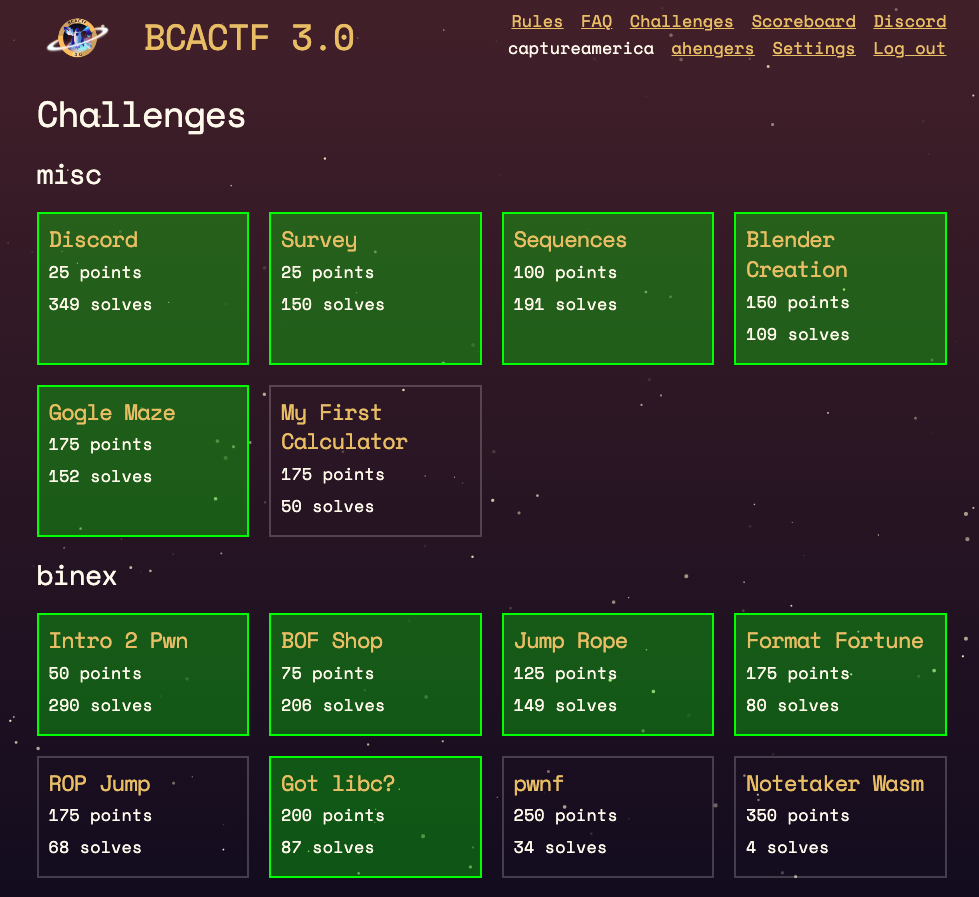 BCACTF 3.0
Rules FAQ Challenges Scoreboard Discord
captureamerica ahengers Settings Log out
Challenges
misc
Discord
25 points
349 solves
Survey
25 points
150 solves
Sequences
100 points
191 solves
Blender
Creation
150 points
109 solves
Gogle Maze
175 points
152 solves
My First
Calculator
175 points
50 solves
binex
Intro 2 Pwn
50 points
290 solves
BOF Shop
75 points
206 solves
Jump Rope
125 points
149 solves
Format Fortune
175 points
80 solves
ROP Jump
175 points
68 solves
Got libc?
200 points
87 solves
pwnf
250 points
34 solves
Notetaker Wasm
350 points
4 solves